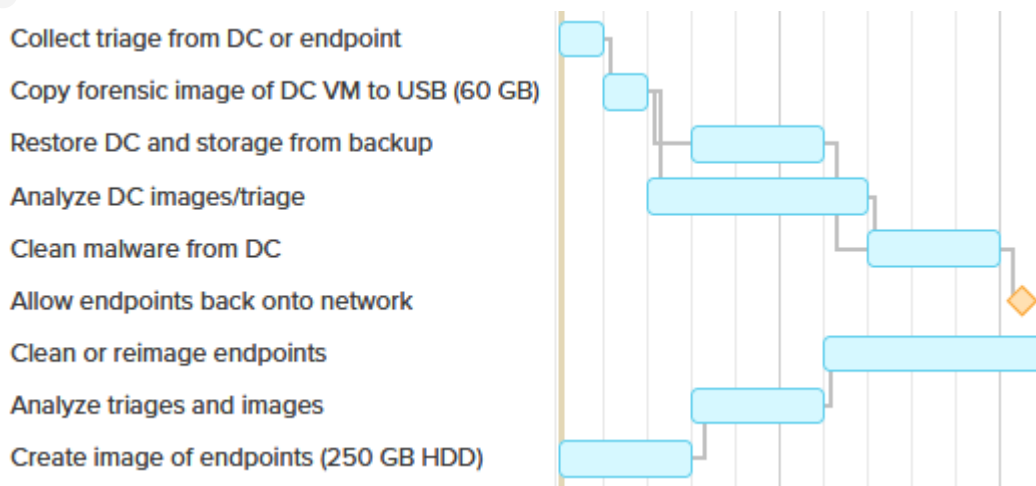 Collect triage from DC or endpoint
Copy forensic image of DC VM to USB (60 GB)
Restore DC and storage from backup
Analyze DC images/triage
Clean malware from DC
Allow endpoints back onto network
Clean or reimage endpoints
Analyze triages and images
Create image of endpoints (250 GB HDD)